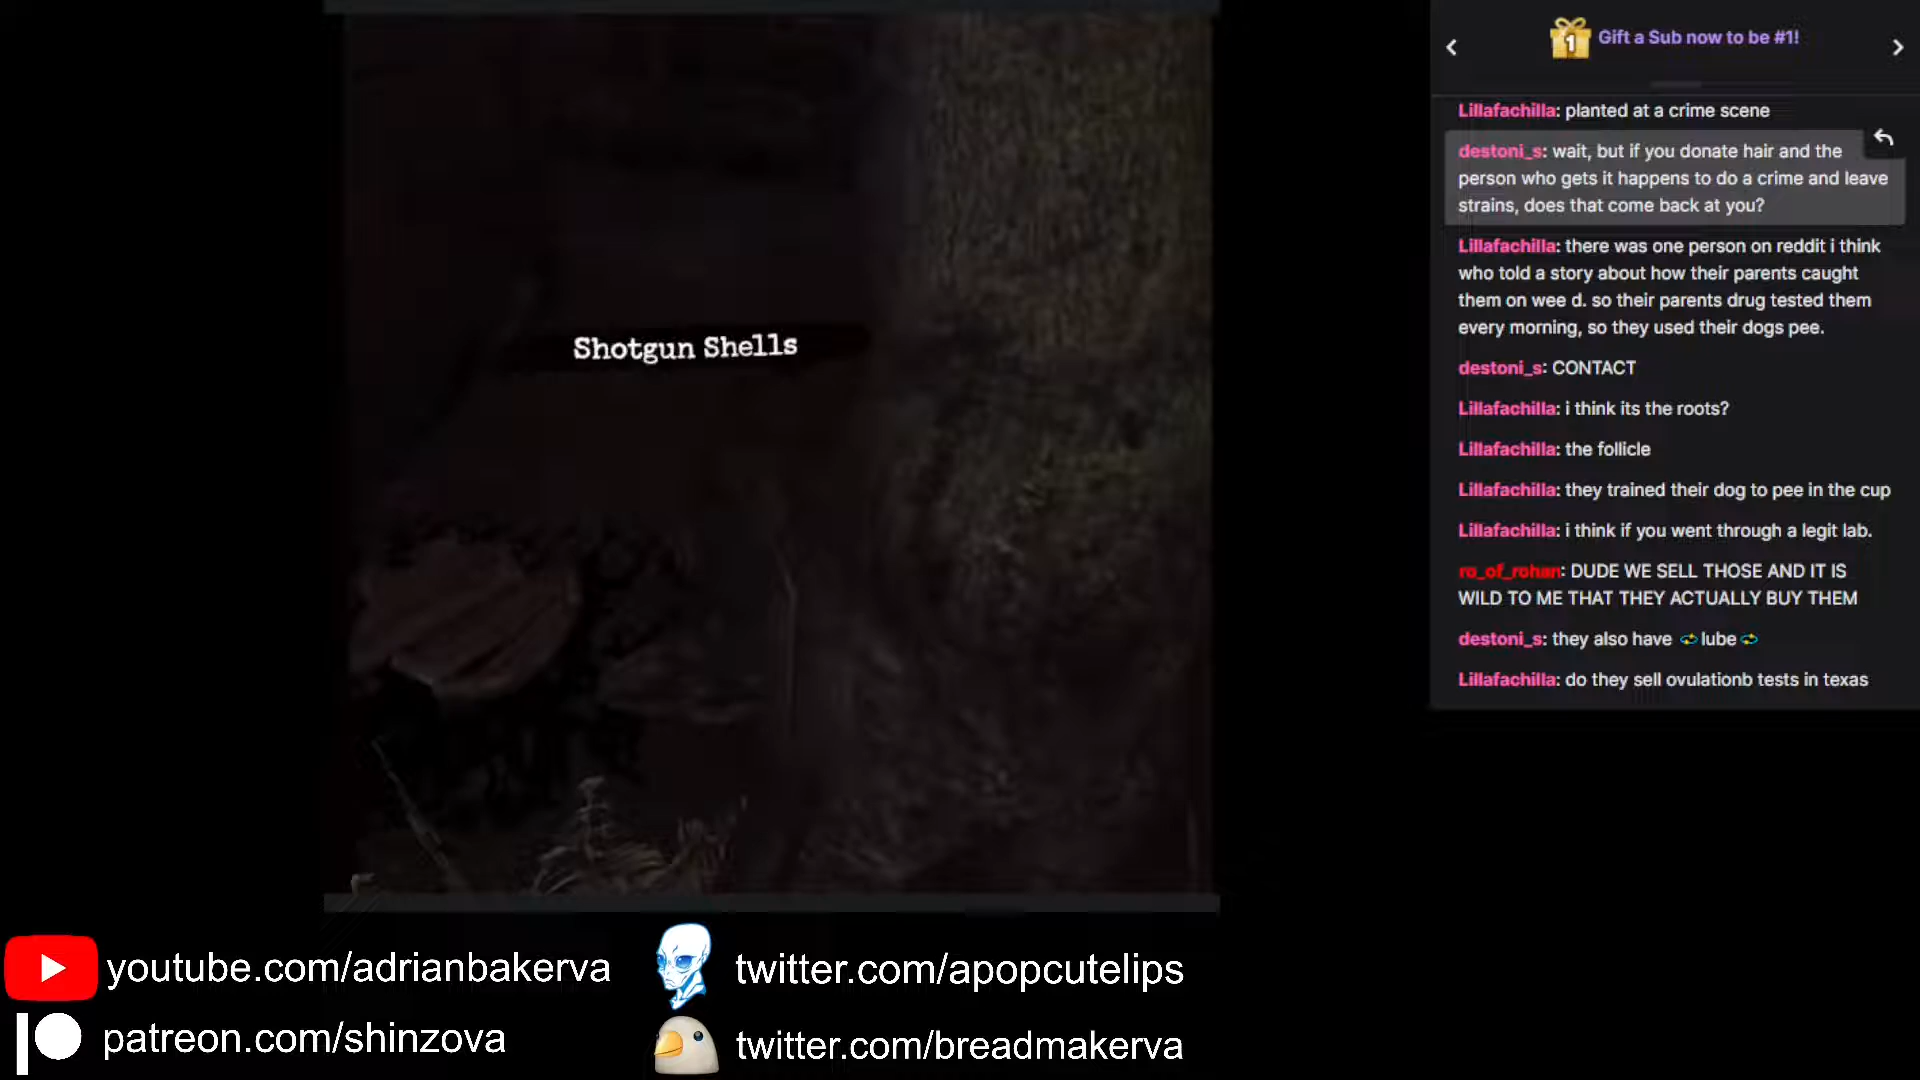 Shotgun Shells
1 Gift a Sub now to be #1!
Lillafachilla: planted at a crime scene
destoni_s: wait, but if you donate hair and the
person who gets it happens to do a crime and leave
strains, does that come back at you?
Lillafachilla: there was one person on reddit i think
who told a story about how their parents caught
them on wee d. so their parents drug tested them
every morning, so they used their dogs pee.
destoni_s: CONTACT
Lillafachilla: i think its the roots?
Lillafachilla: the follicle
Lillafachilla: they trained their dog to pee in the cup
Lillafachilla: i think if you went through a legit lab.
ro_of_rohan: DUDE WE SELL THOSE AND IT IS
WILD TO ME THAT THEY ACTUALLY BUY THEM
destoni_s: they also have lube
Lillafachilla: do they sell ovulationb tests in texas
youtube.com/adrianbakerva
twitter.com/apopcutelips
patreon.com/shinzova
twitter.com/breadmakerva